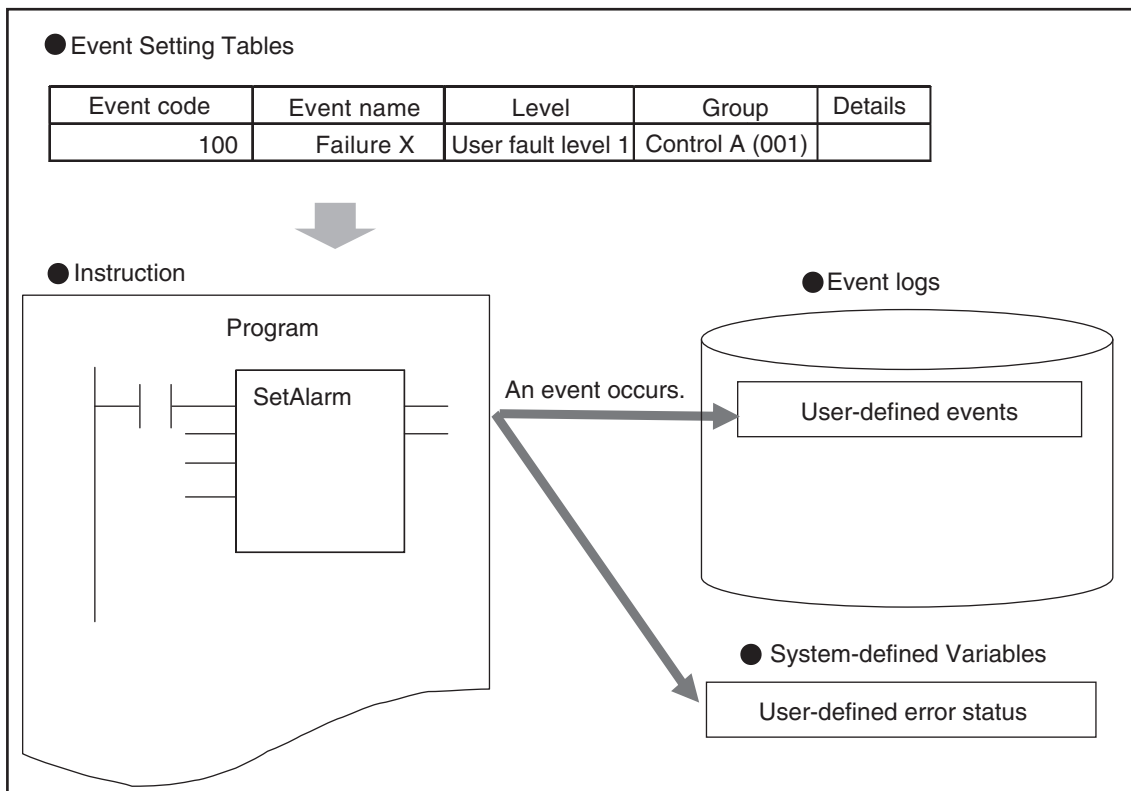 ● Event Setting Tables
Event code Event name Level Group Details
100 Failure X User fault level 1 Control A (001)
● Instruction
Program
SetAlarm
An event occurs.
● Event logs
User-defined events
● System-defined Variables
User-defined error status